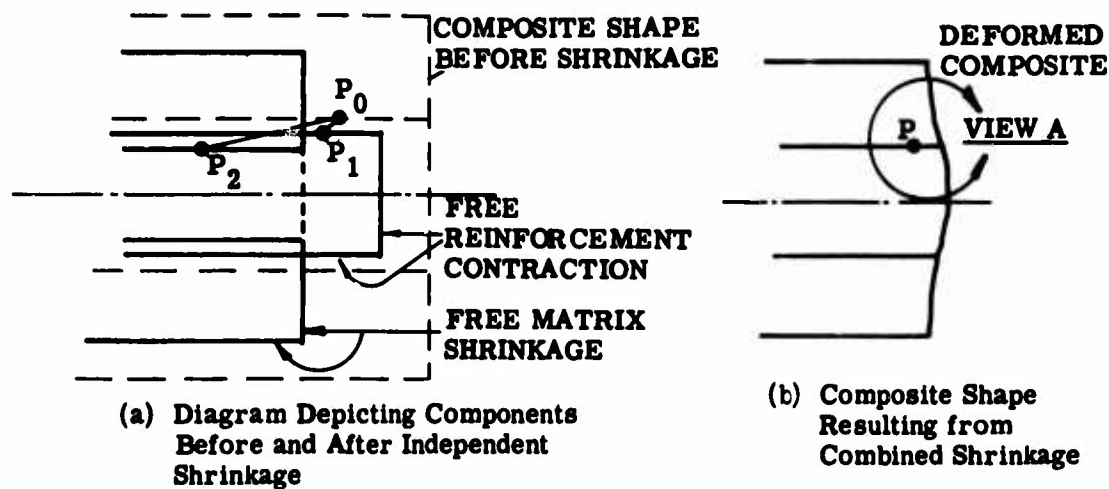 COMPOSITE SHAPE
BEFORE SHRINKAGE
P0
P1
P2
FREE
REINFORCEMENT
CONTRACTION
FREE MATRIX
SHRINKAGE
(a) Diagram Depicting Components
Before and After Independent
Shrinkage
DEFORMED
COMPOSITE
P
VIEW A
(b) Composite Shape
Resulting from
Combined Shrinkage